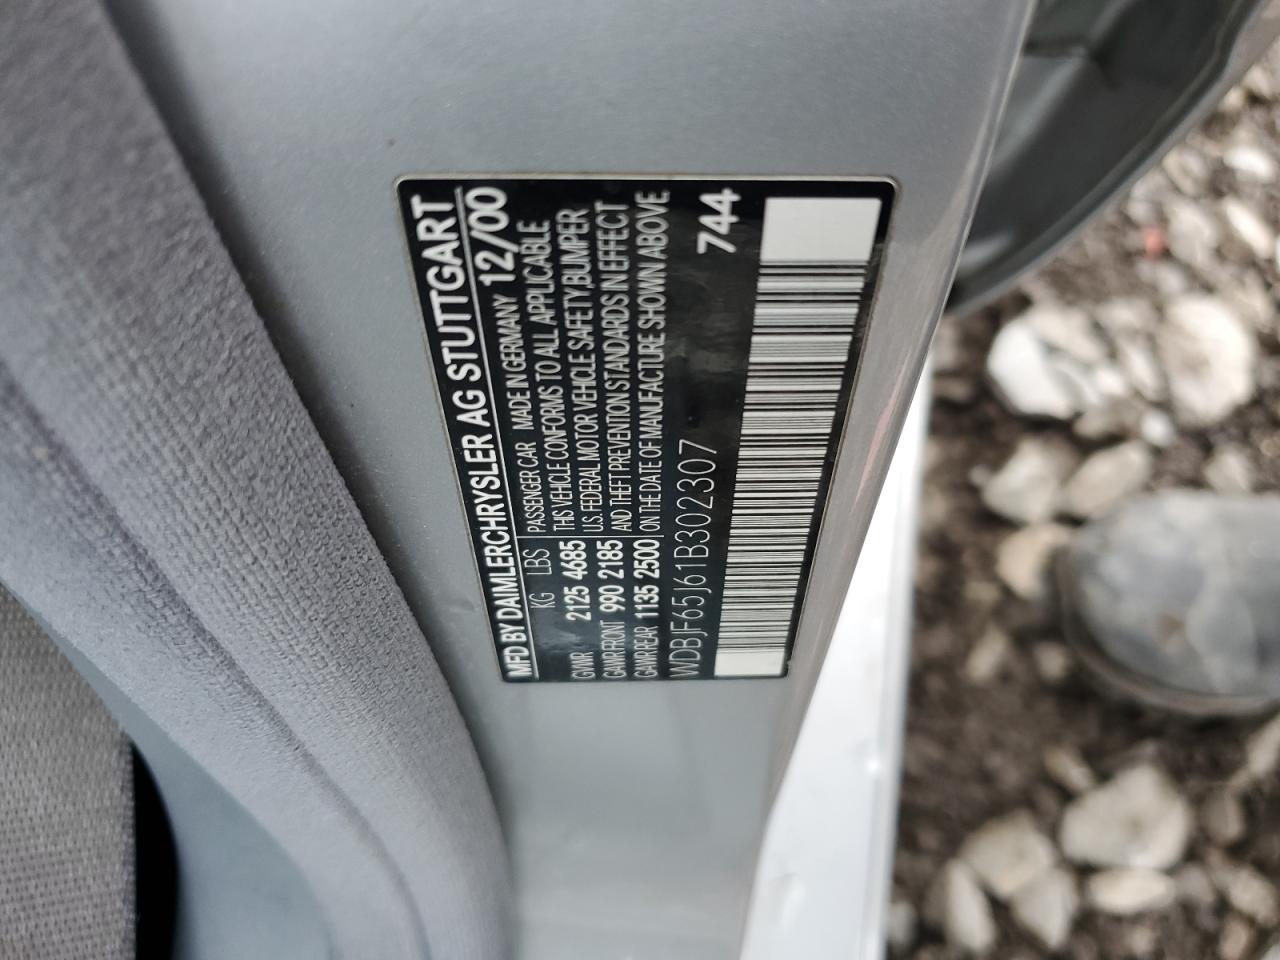 MFD BY DAIMLERCHRYSLER AG STUTTGART
KG LBS PASSENGER CAR MADE IN GERMANY 12/00
GVWR 2125 4685 THIS VEHICLE CONFORMS TO ALL APPLICABLE
GAWR FRONT 990 2185 U.S. FEDERAL MOTOR VEHICLE SAFETY, BUMPER
GAWR REAR 1135 2500 AND THEFT PREVENTION STANDARDS IN EFFECT
ON THE DATE OF MANUFACTURE SHOWN ABOVE
WDBJF65J61B302307 744